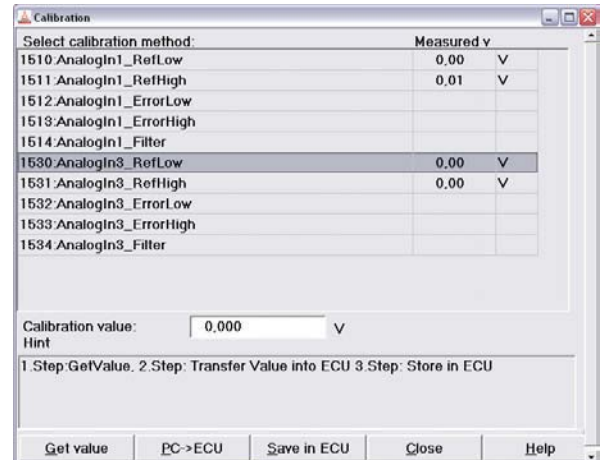 Calibration
Select calibration method: Measured v
1510:AnalogIn1_RefLow 0,00 V
1511:AnalogIn1_RefHigh 0,01 V
1512:AnalogIn1_ErrorLow
1513:AnalogIn1_ErrorHigh
1514:AnalogIn1_Filter
1530:AnalogIn3_RefLow 0,00 V
1531:AnalogIn3_RefHigh 0,00 V
1532:AnalogIn3_ErrorLow
1533:AnalogIn3_ErrorHigh
1534:AnalogIn3_Filter
Calibration value: 0,000 V
Hint
1.Step:GetValue, 2.Step: Transfer Value into ECU 3.Step: Store in ECU
Get value PC->ECU Save in ECU Close Help